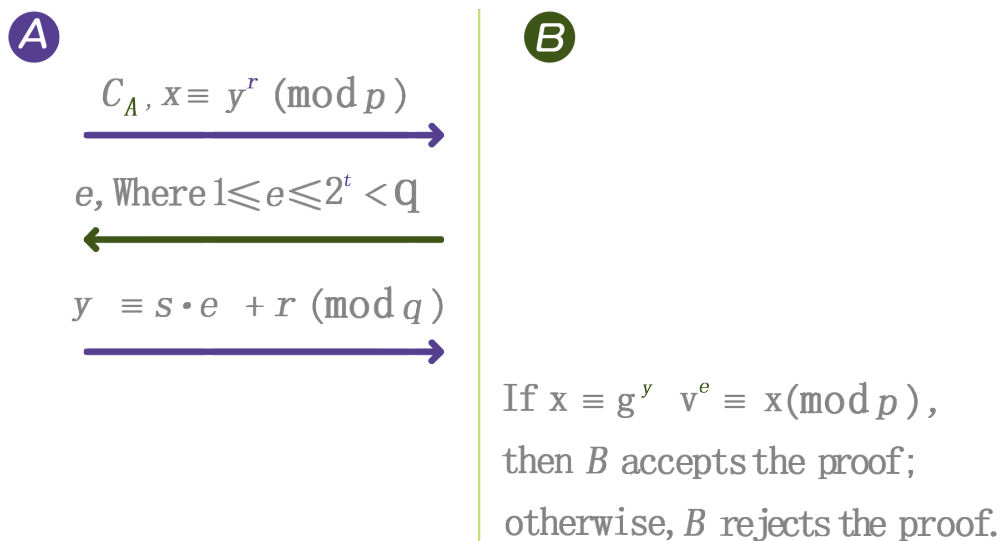 A
B
C_A, x ≡ y^r (mod p)
e, Where 1 ⩽ e ⩽ 2^t < q
y ≡ s · e + r (mod q)
If x ≡ g^y v^e ≡ x(mod p),
then B accepts the proof;
otherwise, B rejects the proof.